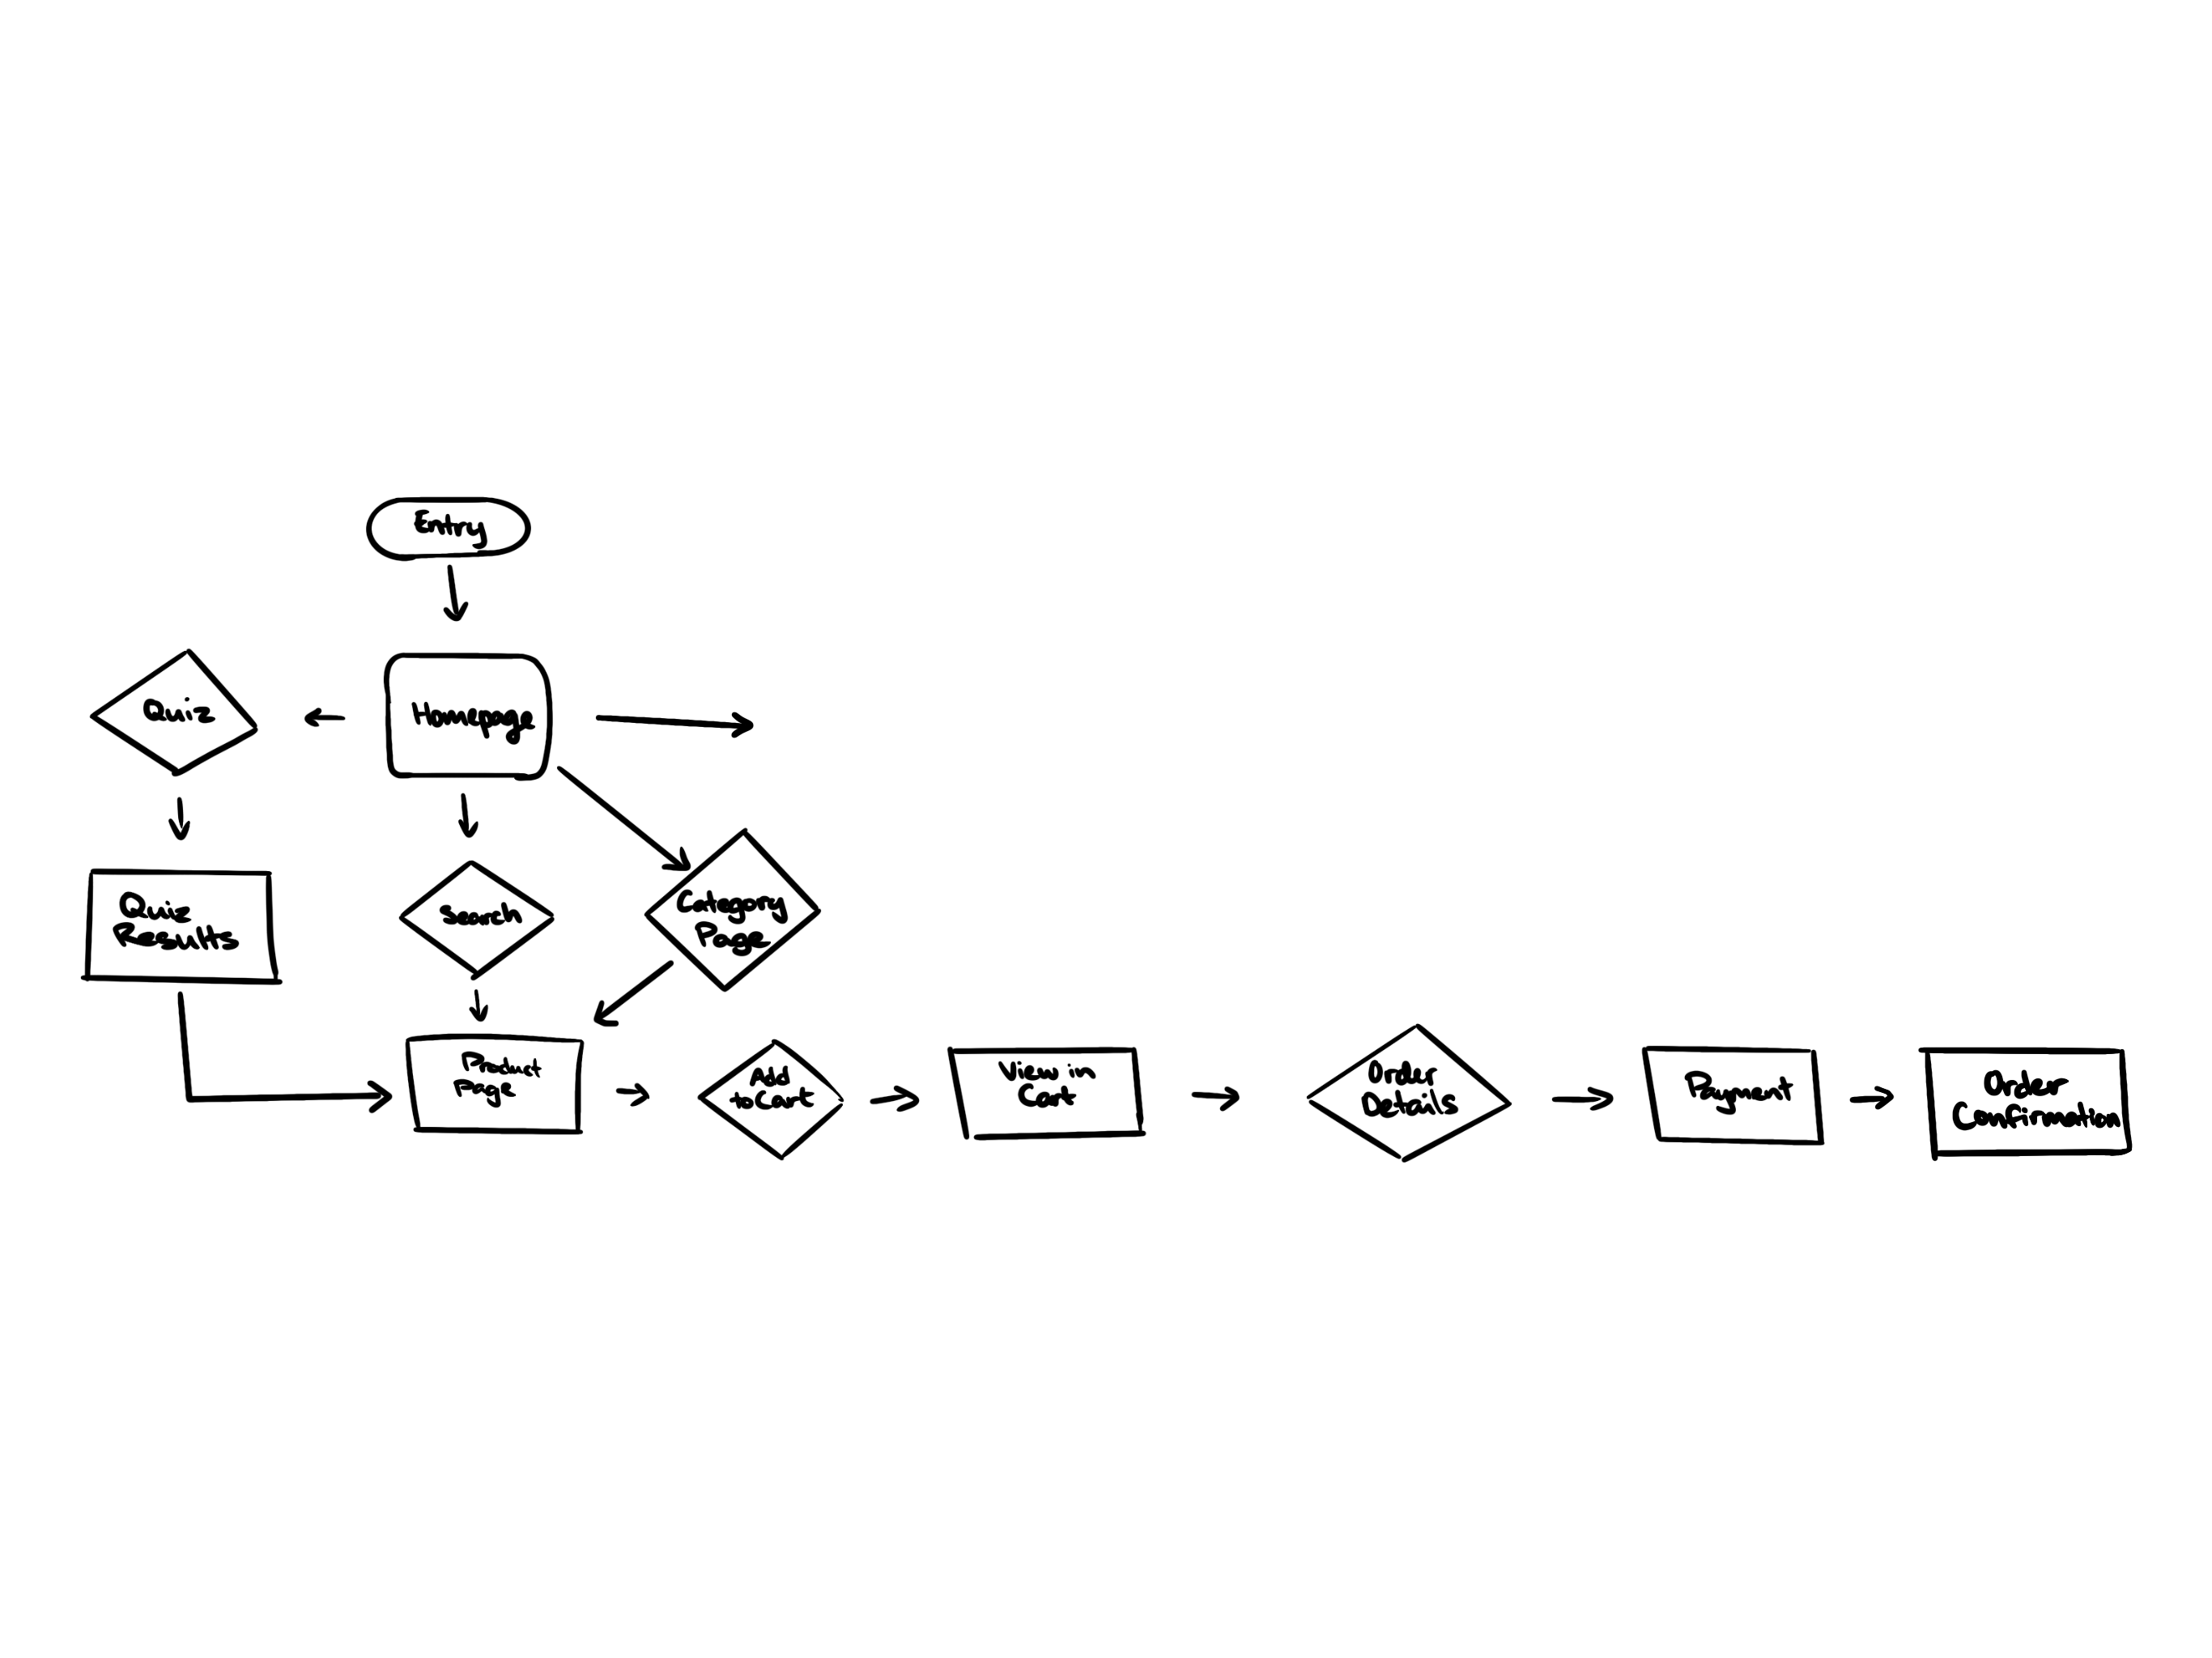 Entry
Quiz
Homepage
Quiz
Results
Search
Category
Page
Product
Page
Add
to Cart
View in
Cart
Order
Details
Payment
Order
Confirmation